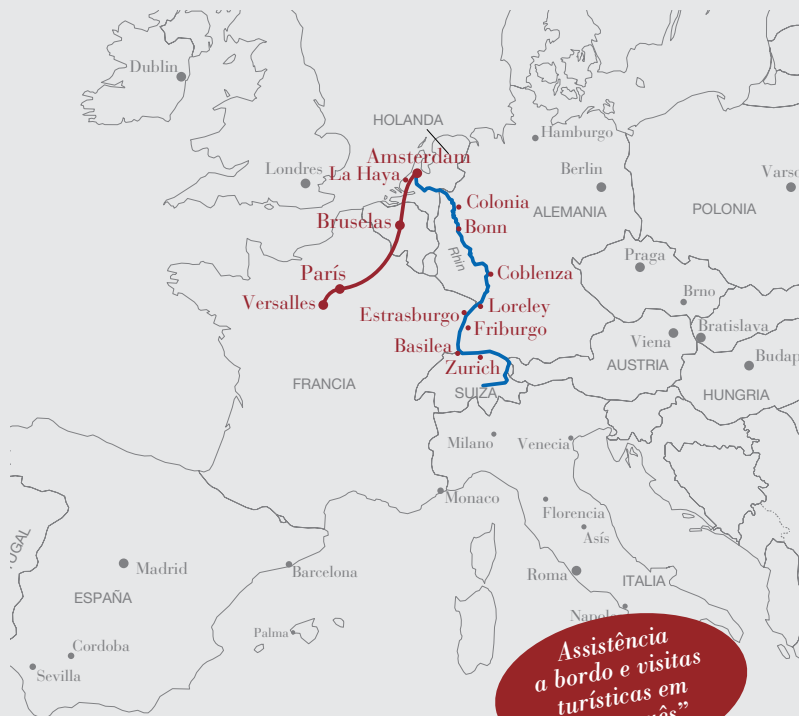 Dublin
HOLANDA
Hamburgo
Amsterdam
La Haya
Londres
Berlin
Varso
Colonia
ALEMANIA
POLONIA
Bruselas
Bonn
Rhin
Praga
París
Coblenza
Versalles
Brno
Loreley
Estrasburgo
Friburgo
Bratislava
Viena
Basilea
Zurich
AUSTRIA
Budap
FRANCIA
SUIZA
HUNGRIA
Milano
Venecia
Monaco
Florencia
Asís
TUGAL
Madrid
Barcelona
Roma
ITALIA
ESPAÑA
Napol
Palma
Cordoba
Sevilla
Assistência
a bordo e visitas
turísticas em